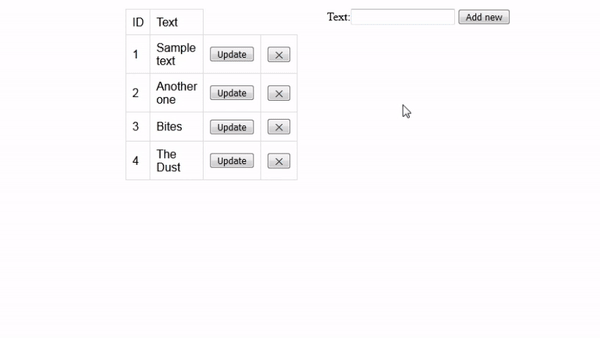 ID Text
1 Sample text Update ×
2 Another one Update ×
3 Bites Update ×
4 The Dust Update ×
Text: Add new